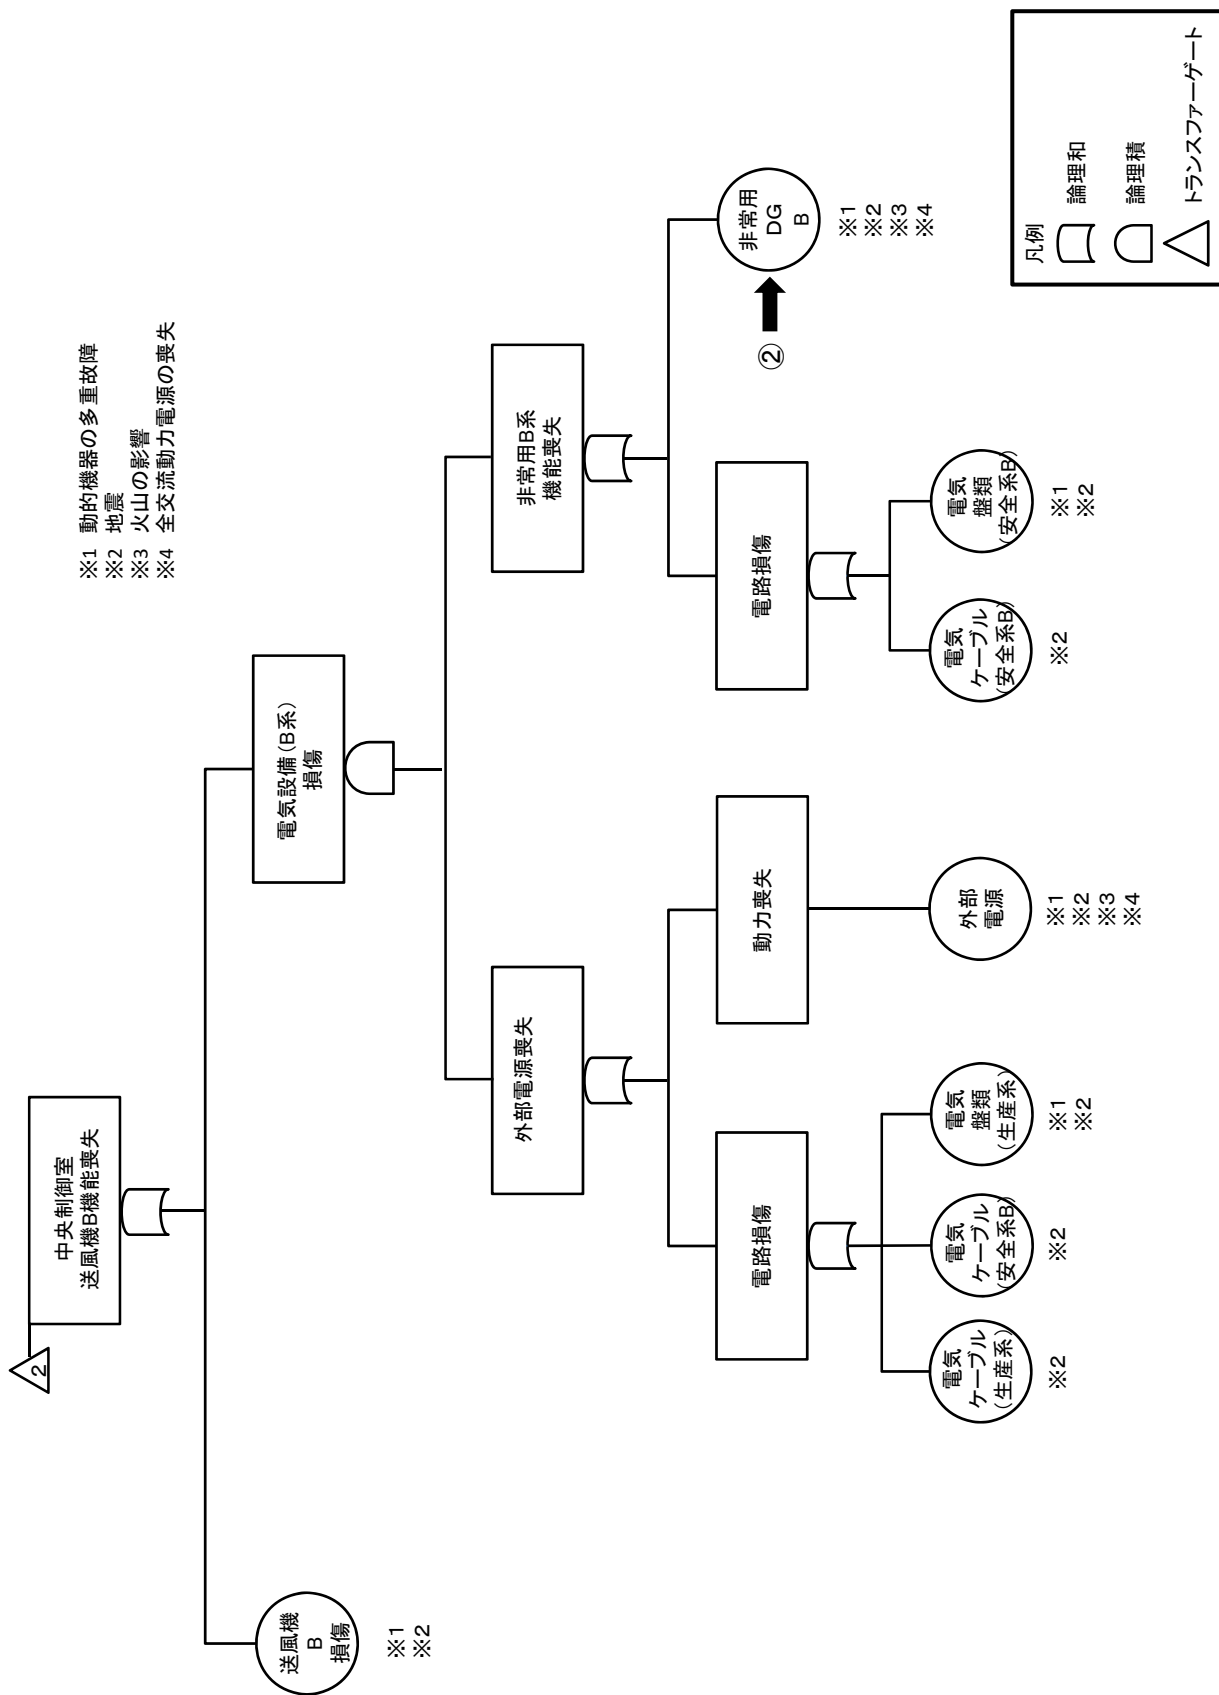 2
中央制御室
送風機B機能喪失
※1 動的機器の多重故障
※2 地震
※3 火山の影響
※4 全交流動力電源の喪失
送風機
B
損傷
※1
※2
電気設備(B系)
損傷
外部電源喪失
非常用B系
機能喪失
電路損傷
動力喪失
電路損傷
非常用
DG
B
※1
※2
※3
※4
②
電気
ケーブル
(生産系)
※2
電気
ケーブル
(安全系B)
※2
電気
盤類
(生産系)
※1
※2
外部
電源
※1
※2
※3
※4
電気
ケーブル
(安全系B)
※2
電気
盤類
(安全系B)
※1
※2
凡例
論理和
論理積
トランスファーゲート